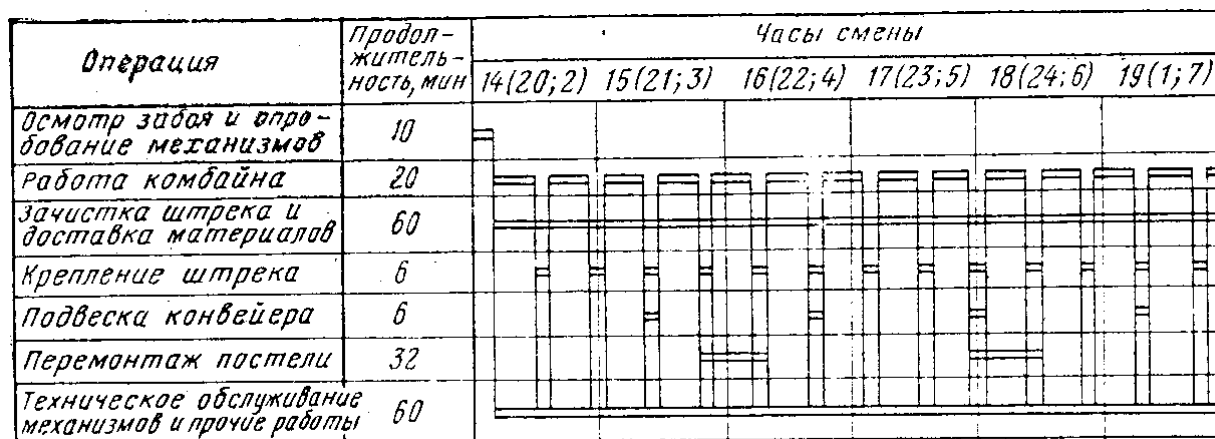 Операция
Продол-
житель-
ность, мин
Часы смены
14(20;2) 15(21;3) 16(22;4) 17(23;5) 18(24;6) 19(1;7)
Осмотр забоя и опро-
бование механизмов
10
Работа комбайна
20
Зачистка штрека и
доставка материалов
60
Крепление штрека
6
Подвеска конвейера
6
Перемонтаж постели
32
Техническое обслуживание
механизмов и прочие работы
60